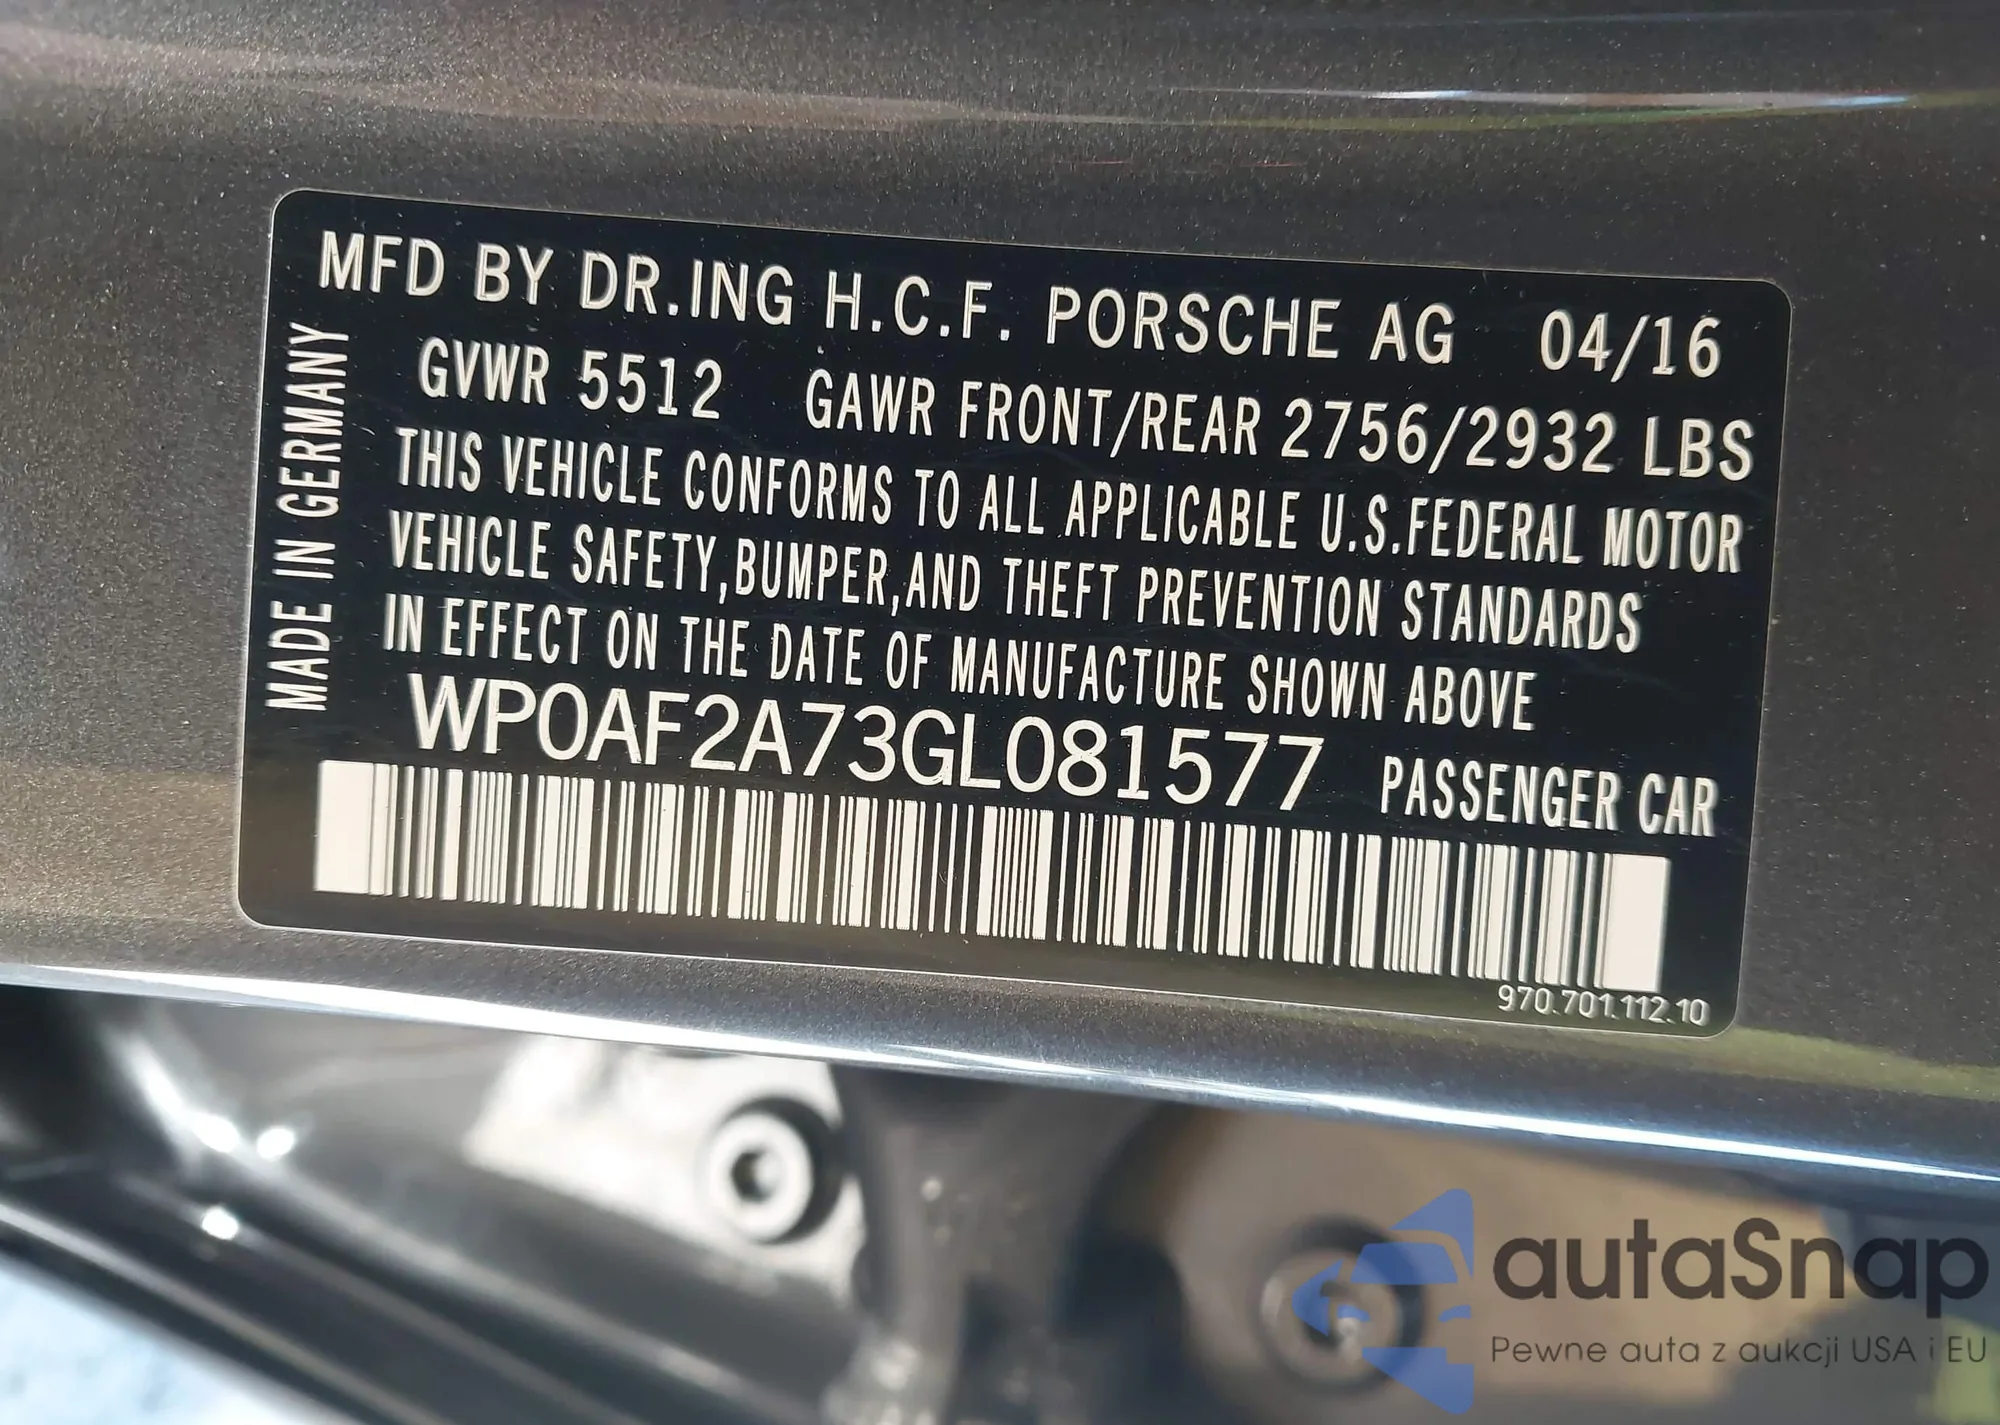 MFD BY DR.ING H.C.F. PORSCHE AG 04/16
GVWR 5512 GAWR FRONT/REAR 2756/2932 LBS
THIS VEHICLE CONFORMS TO ALL APPLICABLE U.S.FEDERAL MOTOR
VEHICLE SAFETY,BUMPER,AND THEFT PREVENTION STANDARDS
IN EFFECT ON THE DATE OF MANUFACTURE SHOWN ABOVE
WP0AF2A73GL081577 PASSENGER CAR
MADE IN GERMANY
970.701.112.10
autaSnap
Pewne auta z aukcji USA i EU